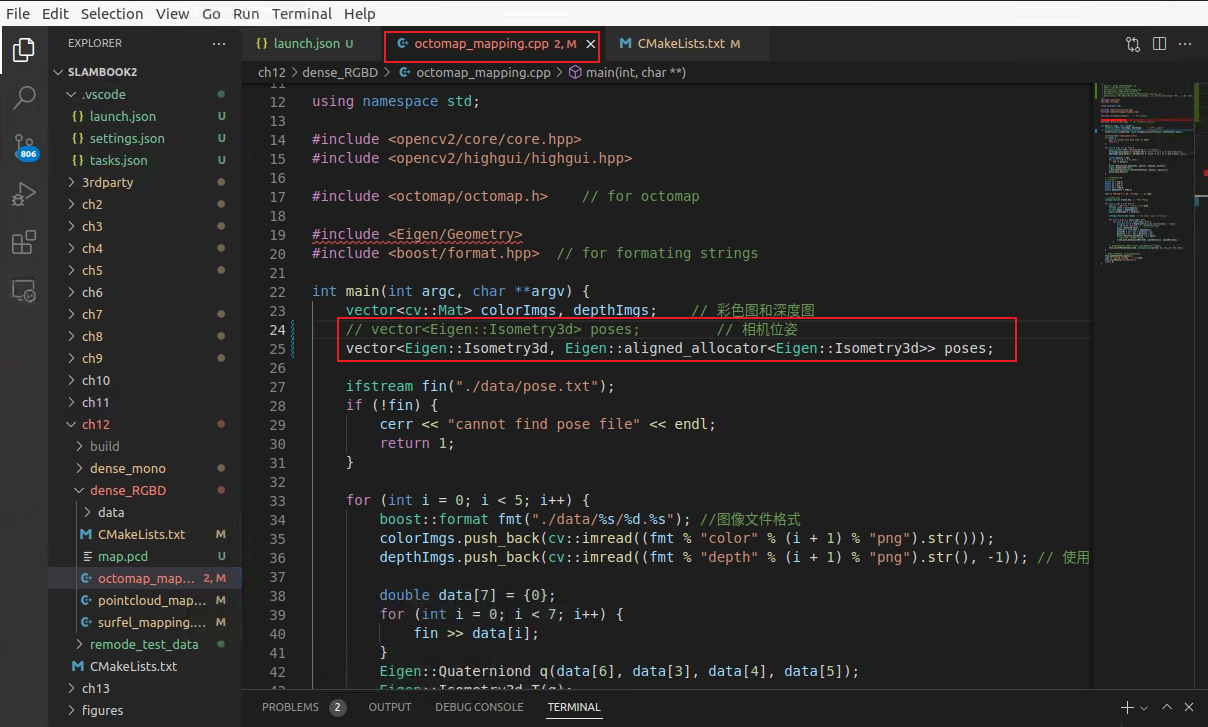 File Edit Selection View Go Run Terminal Help
EXPLORER
SLAMBOOK2
.vscode
launch.json U
settings.json U
tasks.json U
3rdparty
ch2
ch3
ch4
ch5
ch6
ch7
ch8
ch9
ch10
ch11
ch12
build
dense_mono
dense_RGBD
data
CMakeLists.txt M
map.pcd U
octomap_map... 2, M
pointcloud_map... M
surfel_mapping.... M
remode_test_data
CMakeLists.txt
ch13
figures
806
launch.json U octomap_mapping.cpp 2, M CMakeLists.txt M
ch12 > dense_RGBD > octomap_mapping.cpp > main(int, char **)
11
12 using namespace std;
13
14 #include <opencv2/core/core.hpp>
15 #include <opencv2/highgui/highgui.hpp>
16
17 #include <octomap/octomap.h> // for octomap
18
19 #include <Eigen/Geometry>
20 #include <boost/format.hpp> // for formating strings
21
22 int main(int argc, char **argv) {
23 vector<cv::Mat> colorImgs, depthImgs; // 彩色图和深度图
24 // vector<Eigen::Isometry3d> poses; // 相机位姿
25 vector<Eigen::Isometry3d, Eigen::aligned_allocator<Eigen::Isometry3d>> poses;
26
27 ifstream fin("./data/pose.txt");
28 if (!fin) {
29 cerr << "cannot find pose file" << endl;
30 return 1;
31 }
32
33 for (int i = 0; i < 5; i++) {
34 boost::format fmt("./data/%s/%d.%s"); //图像文件格式
35 colorImgs.push_back(cv::imread((fmt % "color" % (i + 1) % "png").str()));
36 depthImgs.push_back(cv::imread((fmt % "depth" % (i + 1) % "png").str(), -1)); // 使用
37
38 double data[7] = {0};
39 for (int i = 0; i < 7; i++) {
40 fin >> data[i];
41 }
42 Eigen::Quaterniond q(data[6], data[3], data[4], data[5]);
43 Eigen::Isometry3d T(q);
PROBLEMS 2 OUTPUT DEBUG CONSOLE TERMINAL